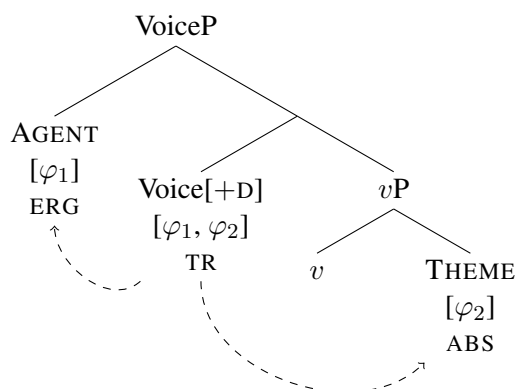 VoiceP
AGENT
[φ1]
ERG
Voice[+D]
[φ1, φ2]
TR
vP
v
THEME
[φ2]
ABS